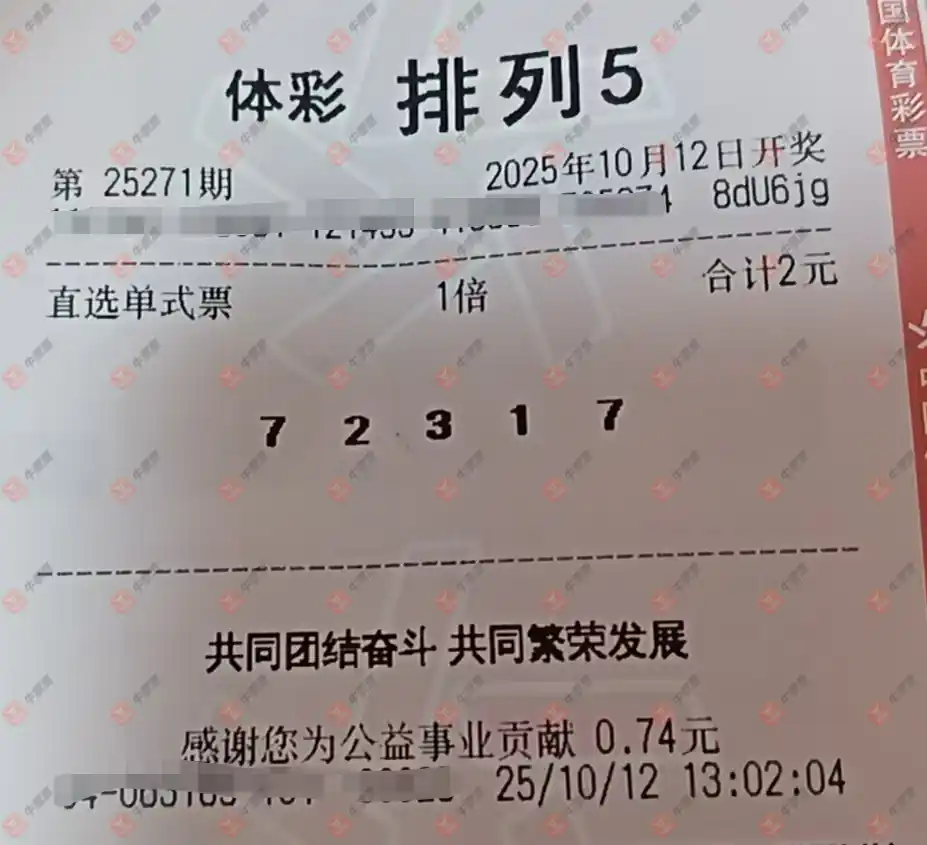 体彩 排列5
第 25271期 2025年10月12日开奖
8dU6jg
直选单式票 1倍 合计2元
7 2 3 1 7
共同团结奋斗 共同繁荣发展
感谢您为公益事业贡献 0.74元
25/10/12 13:02:04
国体育彩票